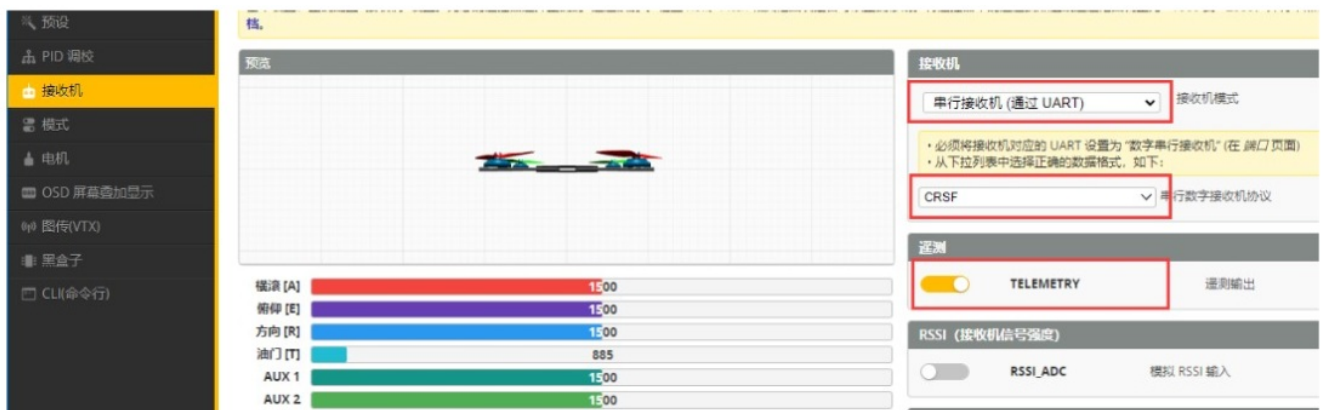 预设
档。
PID 调校
预览
接收机
接收机
串行接收机 (通过 UART)
接收机模式
模式
• 必须将接收机对应的 UART 设置为 "数字串行接收机" (在 端口 页面)
• 从下拉列表中选择正确的数据格式，如下：
电机
OSD 屏幕叠加显示
CRSF
串行数字接收机协议
图传(VTX)
遥测
黑盒子
TELEMETRY
遥测输出
CLI(命令行)
横滚 [A]
1500
俯仰 [E]
1500
方向 [R]
1500
RSSI（接收机信号强度）
油门 [T]
885
AUX 1
1500
RSSI_ADC
模拟 RSSI 输入
AUX 2
1500